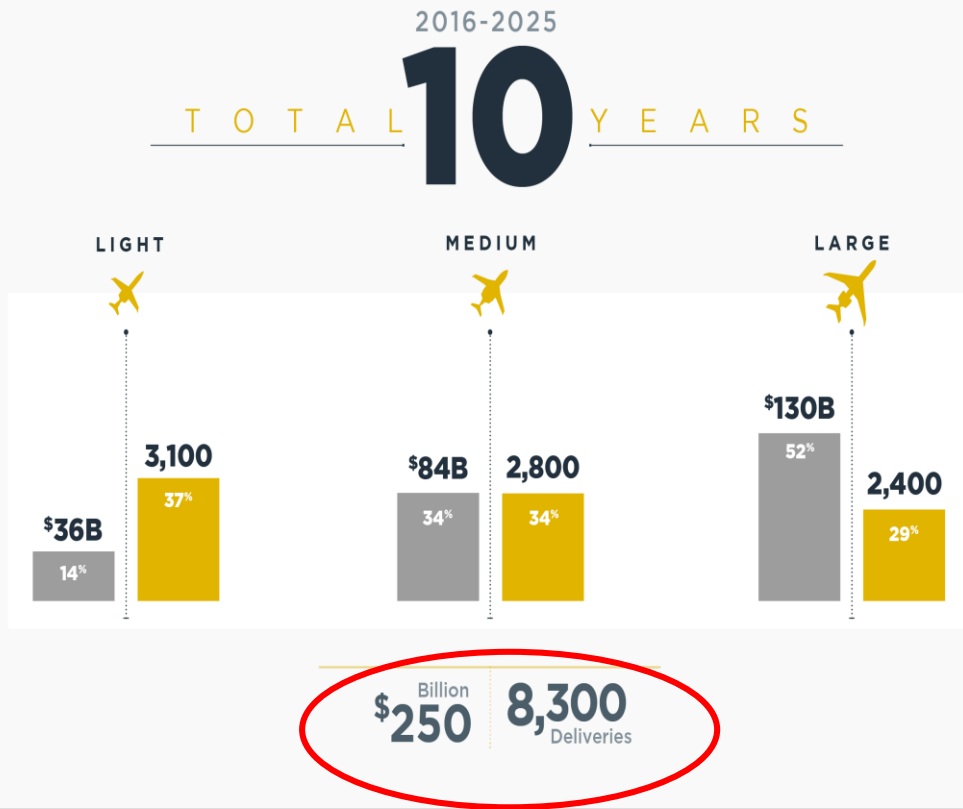 2016-2025
TOTAL 10 YEARS
LIGHT
MEDIUM
LARGE
$36B
14%
3,100
37%
$84B
34%
2,800
34%
$130B
52%
2,400
29%
$250 Billion
8,300 Deliveries